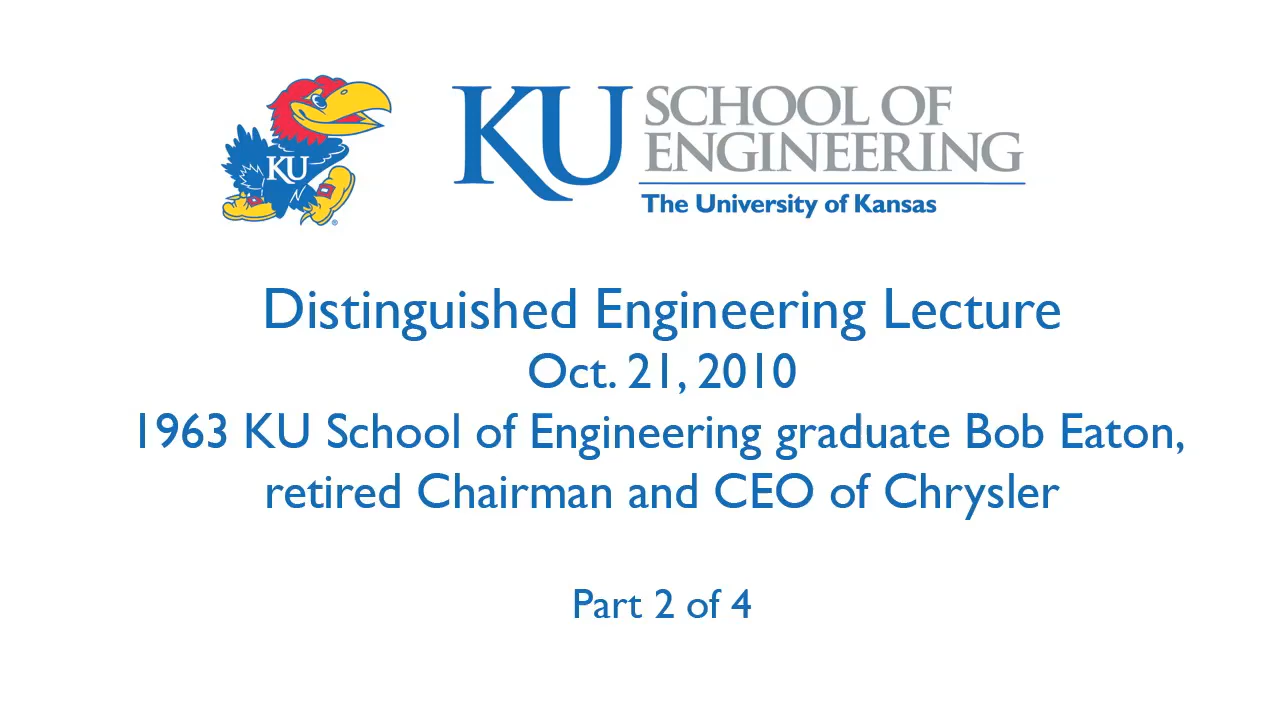 KU
KU SCHOOL OF
ENGINEERING
The University of Kansas
Distinguished Engineering Lecture
Oct. 21, 2010
1963 KU School of Engineering graduate Bob Eaton,
retired Chairman and CEO of Chrysler
Part 2 of 4